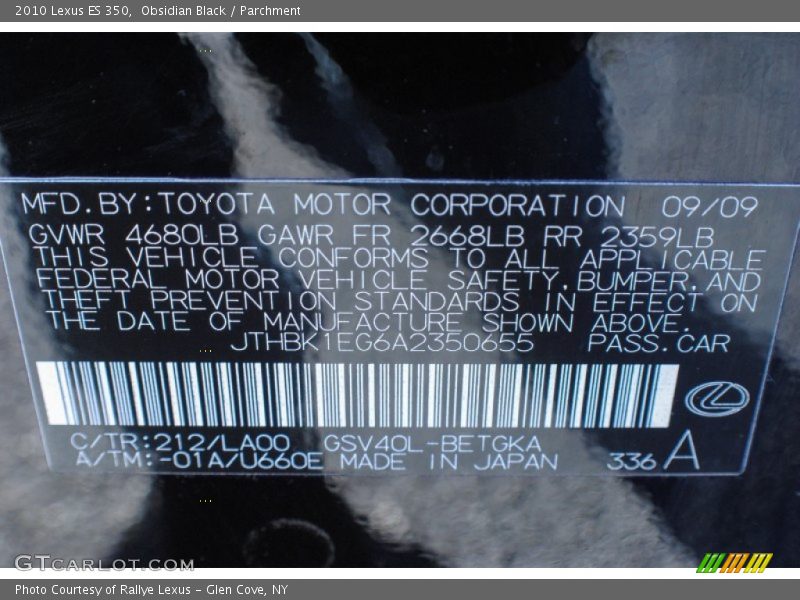 2010 Lexus ES 350,  Obsidian Black / Parchment
MFD.BY:TOYOTA MOTOR CORPORATION 09/09
GVWR 4680LB GAWR FR 2668LB RR 2359LB
THIS VEHICLE CONFORMS TO ALL APPLICABLE
FEDERAL MOTOR VEHICLE SAFETY,BUMPER,AND
THEFT PREVENTION STANDARDS IN EFFECT ON
THE DATE OF MANUFACTURE SHOWN ABOVE.
JTHBK1EG6A2350655 PASS.CAR
C/TR:212/LA00 GSV40L-BETGKA
A/TM:-01A/U660E MADE IN JAPAN 336 A
GTCARLOT.COM
Photo Courtesy of Rallye Lexus - Glen Cove, NY